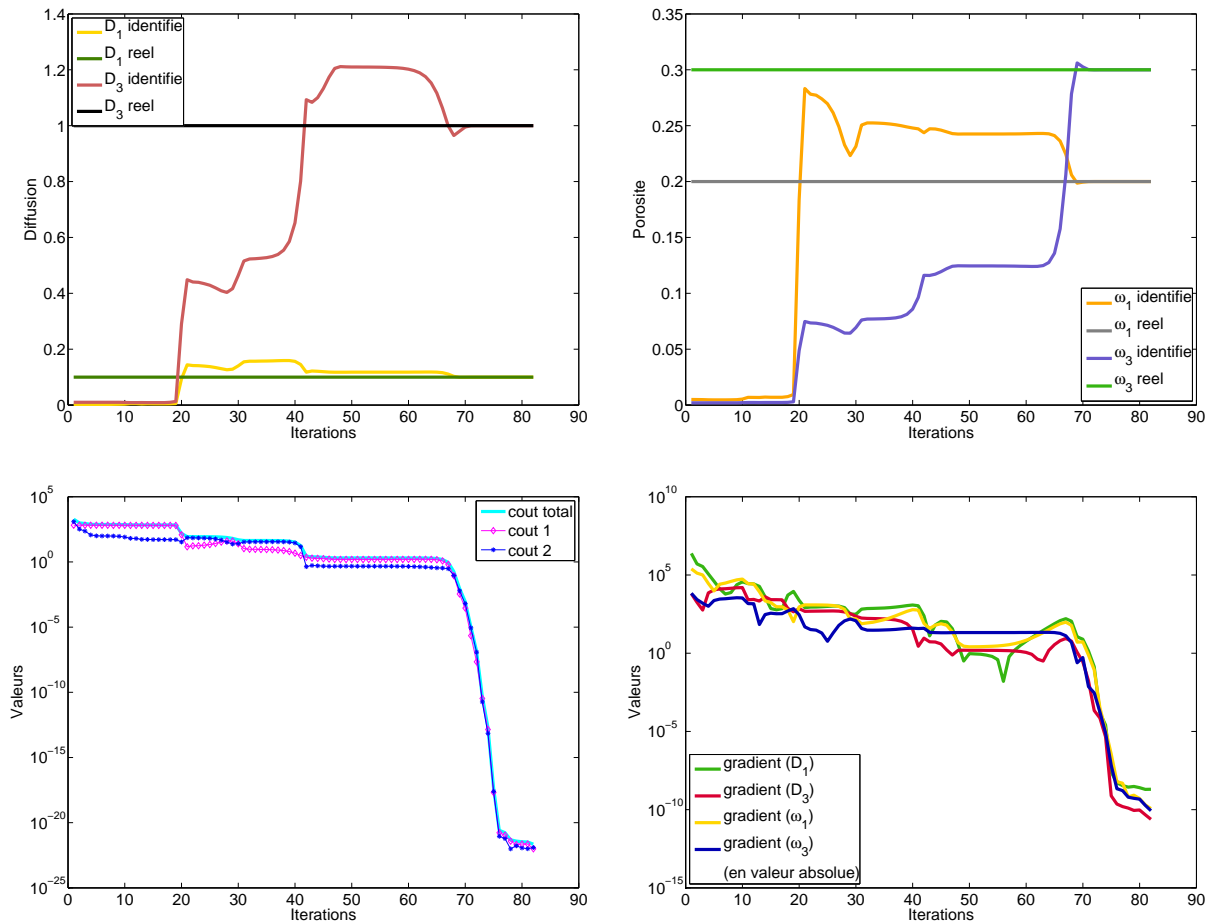 1.4
1.2
1
0.8
0.6
0.4
0.2
0
Diffusion
D1 identifie
D1 reel
D3 identifie
D3 reel
0 10 20 30 40 50 60 70 80 90
Iterations
0.35
0.3
0.25
0.2
0.15
0.1
0.05
0
Porosite
ω1 identifie
ω1 reel
ω3 identifie
ω3 reel
0 10 20 30 40 50 60 70 80 90
Iterations
10^5
10^0
10^−5
10^−10
10^−15
10^−20
10^−25
Valeurs
cout total
cout 1
cout 2
0 10 20 30 40 50 60 70 80 90
Iterations
10^10
10^5
10^0
10^−5
10^−10
10^−15
Valeurs
gradient (D1)
gradient (D3)
gradient (ω1)
gradient (ω3)
(en valeur absolue)
0 10 20 30 40 50 60 70 80 90
Iterations